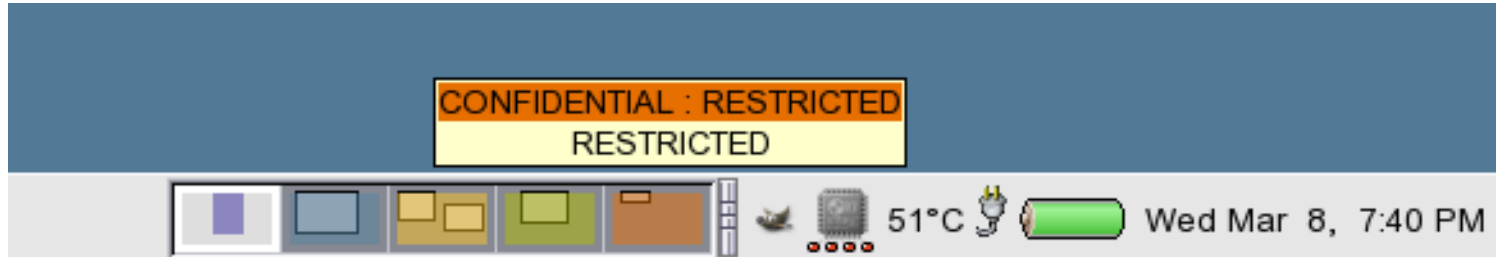 CONFIDENTIAL : RESTRICTED
RESTRICTED
51°C Wed Mar 8, 7:40 PM